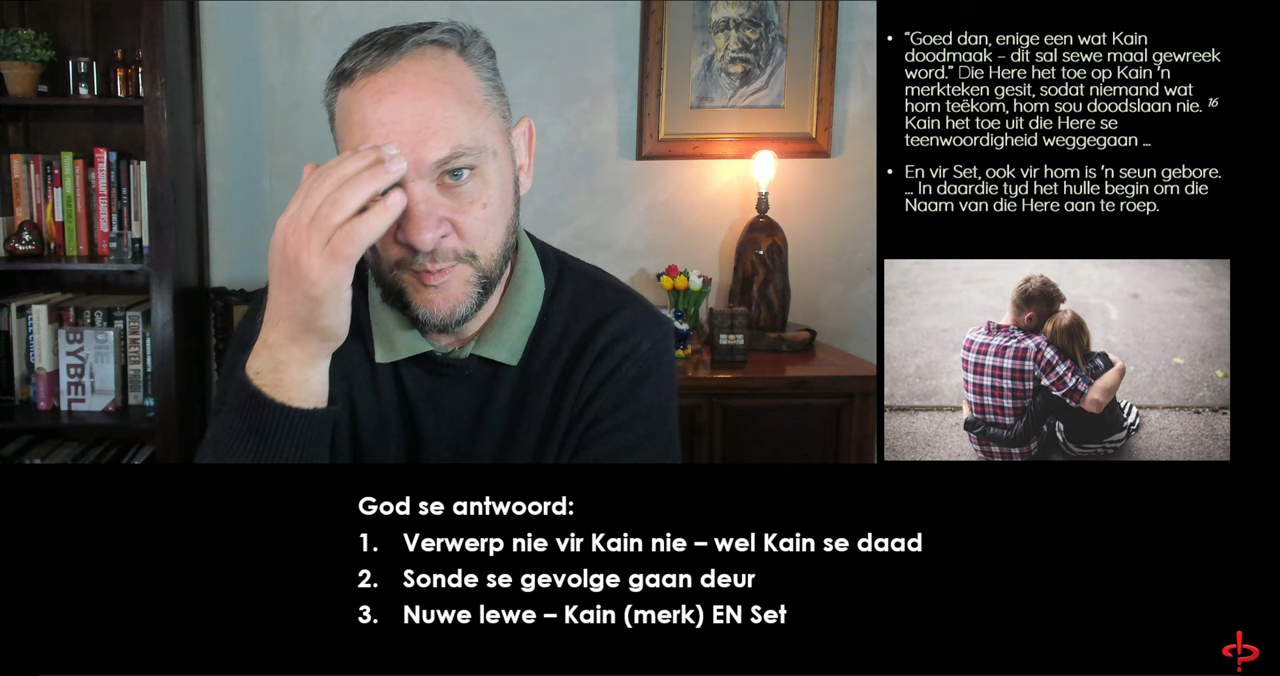 • “Goed dan, enige een wat Kain
doodmaak – dit sal sewe maal gewreek
word.” Die Here het toe op Kain 'n
merkteken gesit, sodat niemand wat
hom teëkom, hom sou doodslaan nie. 16
Kain het toe uit die Here se
teenwoordigheid weggegaan ...
• En vir Set, ook vir hom is 'n seun gebore.
... In daardie tyd het hulle begin om die
Naam van die Here aan te roep.
BYBEL
DIE
DEON MEYER
PROOI
God se antwoord:
1. Verwerp nie vir Kain nie – wel Kain se daad
2. Sonde se gevolge gaan deur
3. Nuwe lewe – Kain (merk) EN Set